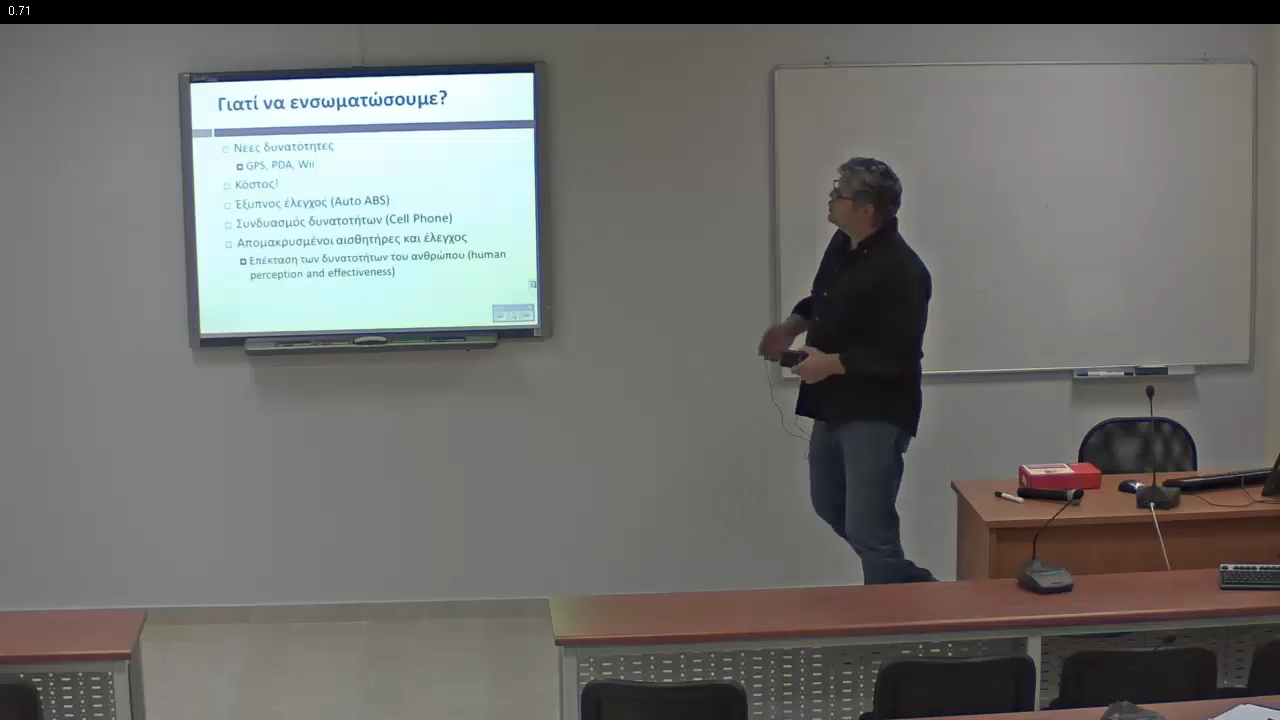 0.71
Γιατί να ενσωματώσουμε?
Νέες δυνατότητες
GPS, PDA, Wii
Κόστος!
Έξυπνος έλεγχος (Auto ABS)
Συνδυασμός δυνατοτήτων (Cell Phone)
Απομακρυσμένοι αισθητήρες και έλεγχος
Επέκταση των δυνατοτήτων του ανθρώπου (human
perception and effectiveness)